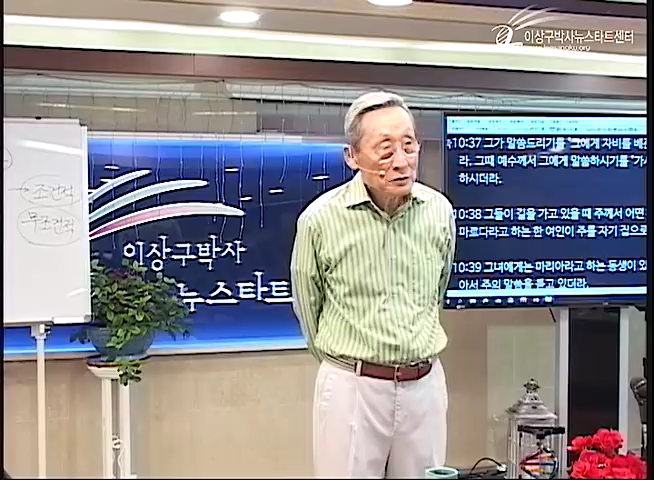 이상구박사뉴스타트센터
조건적
무조건적
이상구박사
뉴스타트
10:37 그가 말씀드리기를 "그에게 자비를 베
라. 그때 예수께서 그에게 말씀하시기를 "가
하시더라.
10:38 그들이 길을 가고 있을 때 주께서 어떤
마르다라고 하는 한 여인이 주를 자기 집으로
10:39 그녀에게는 마리아라고 하는 동생이 있
아서 주의 말씀을 듣고 있더라.